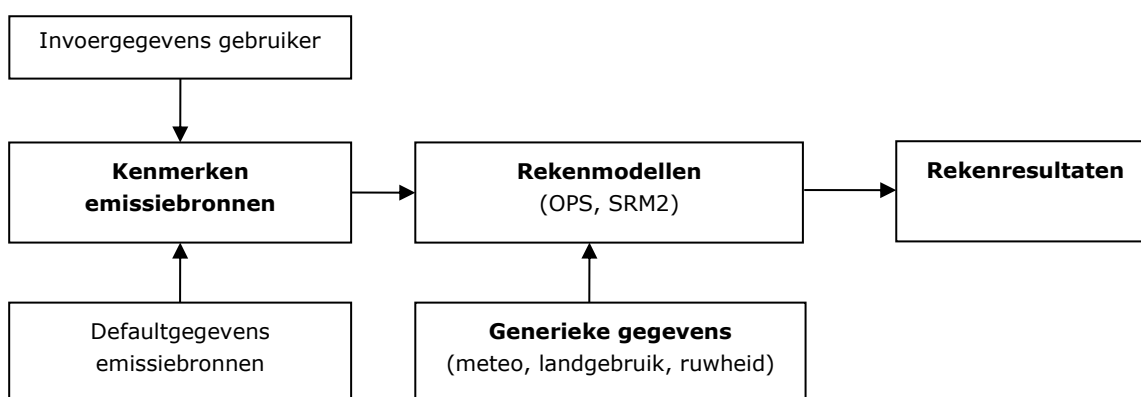 Invoergegevens gebruiker
Kenmerken
emissiebronnen
Rekenmodellen
(OPS, SRM2)
Rekenresultaten
Defaultgegevens
emissiebronnen
Generieke gegevens
(meteo, landgebruik, ruwheid)